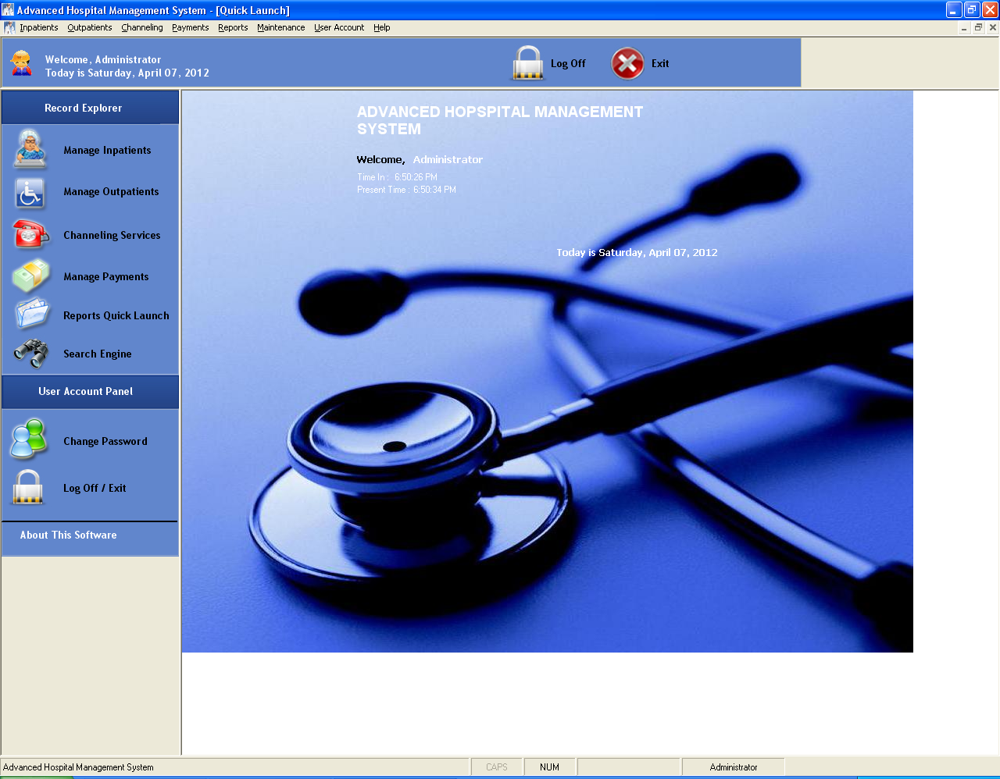 Advanced Hospital Management System - [Quick Launch]
Inpatients Outpatients Channeling Payments Reports Maintenance User Account Help
Welcome, Administrator
Today is Saturday, April 07, 2012
Log Off
Exit
Record Explorer
Manage Inpatients
Manage Outpatients
Channeling Services
Manage Payments
Reports Quick Launch
Search Engine
User Account Panel
Change Password
Log Off / Exit
About This Software
ADVANCED HOPSPITAL MANAGEMENT
SYSTEM
Welcome, Administrator
Time In : 6:50:26 PM
Present Time : 6:50:34 PM
Today is Saturday, April 07, 2012
Advanced Hospital Management System CAPS NUM Administrator